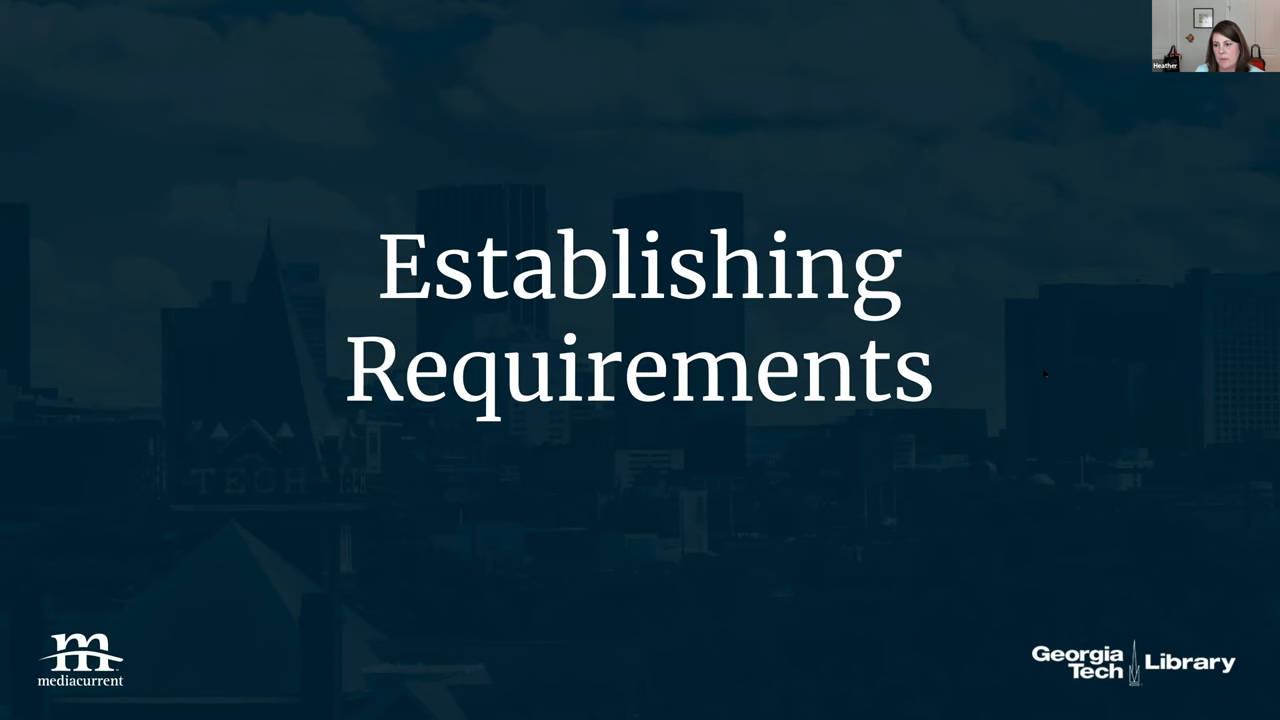 Heather
Establishing
Requirements
TECH
mediacurrent
Georgia
Tech
Library